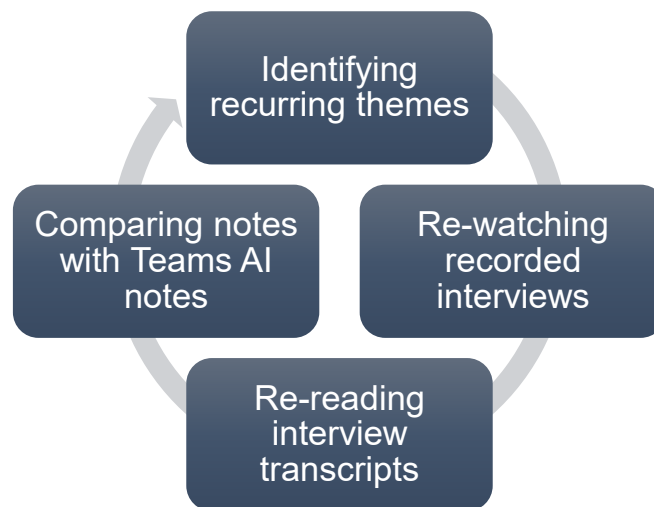 Identifying
recurring themes
Re-watching
recorded
interviews
Re-reading
interview
transcripts
Comparing notes
with Teams AI
notes